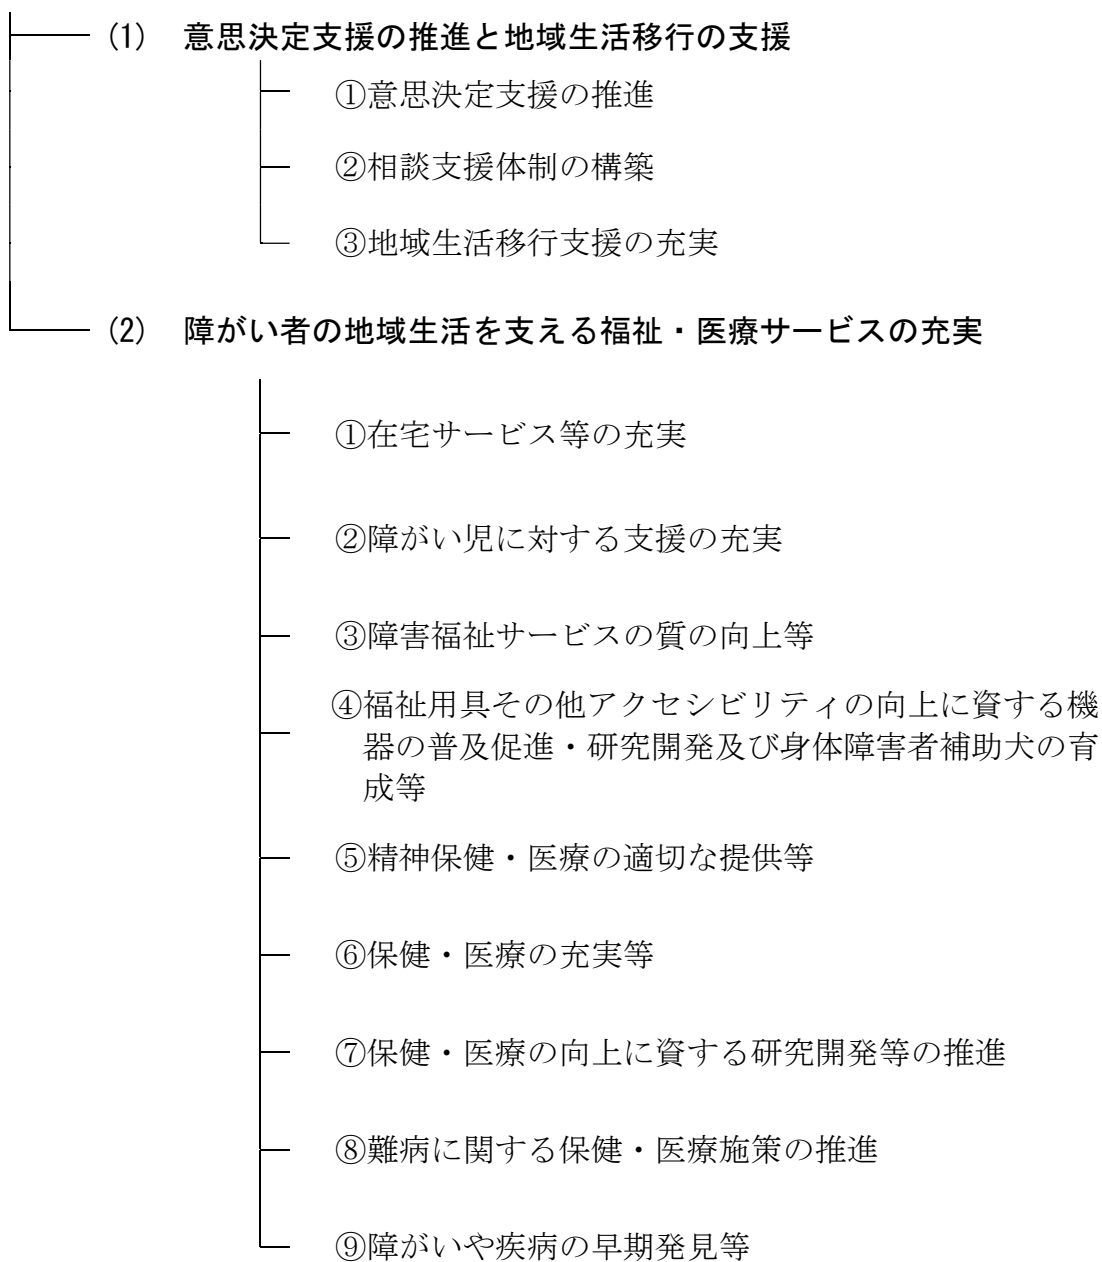 (1) 意思決定支援の推進と地域生活移行の支援
①意思決定支援の推進
②相談支援体制の構築
③地域生活移行支援の充実
(2) 障がい者の地域生活を支える福祉・医療サービスの充実
①在宅サービス等の充実
②障がい児に対する支援の充実
③障害福祉サービスの質の向上等
④福祉用具その他アクセシビリティの向上に資する機
器の普及促進・研究開発及び身体障害者補助犬の育
成等
⑤精神保健・医療の適切な提供等
⑥保健・医療の充実等
⑦保健・医療の向上に資する研究開発等の推進
⑧難病に関する保健・医療施策の推進
⑨障がいや疾病の早期発見等